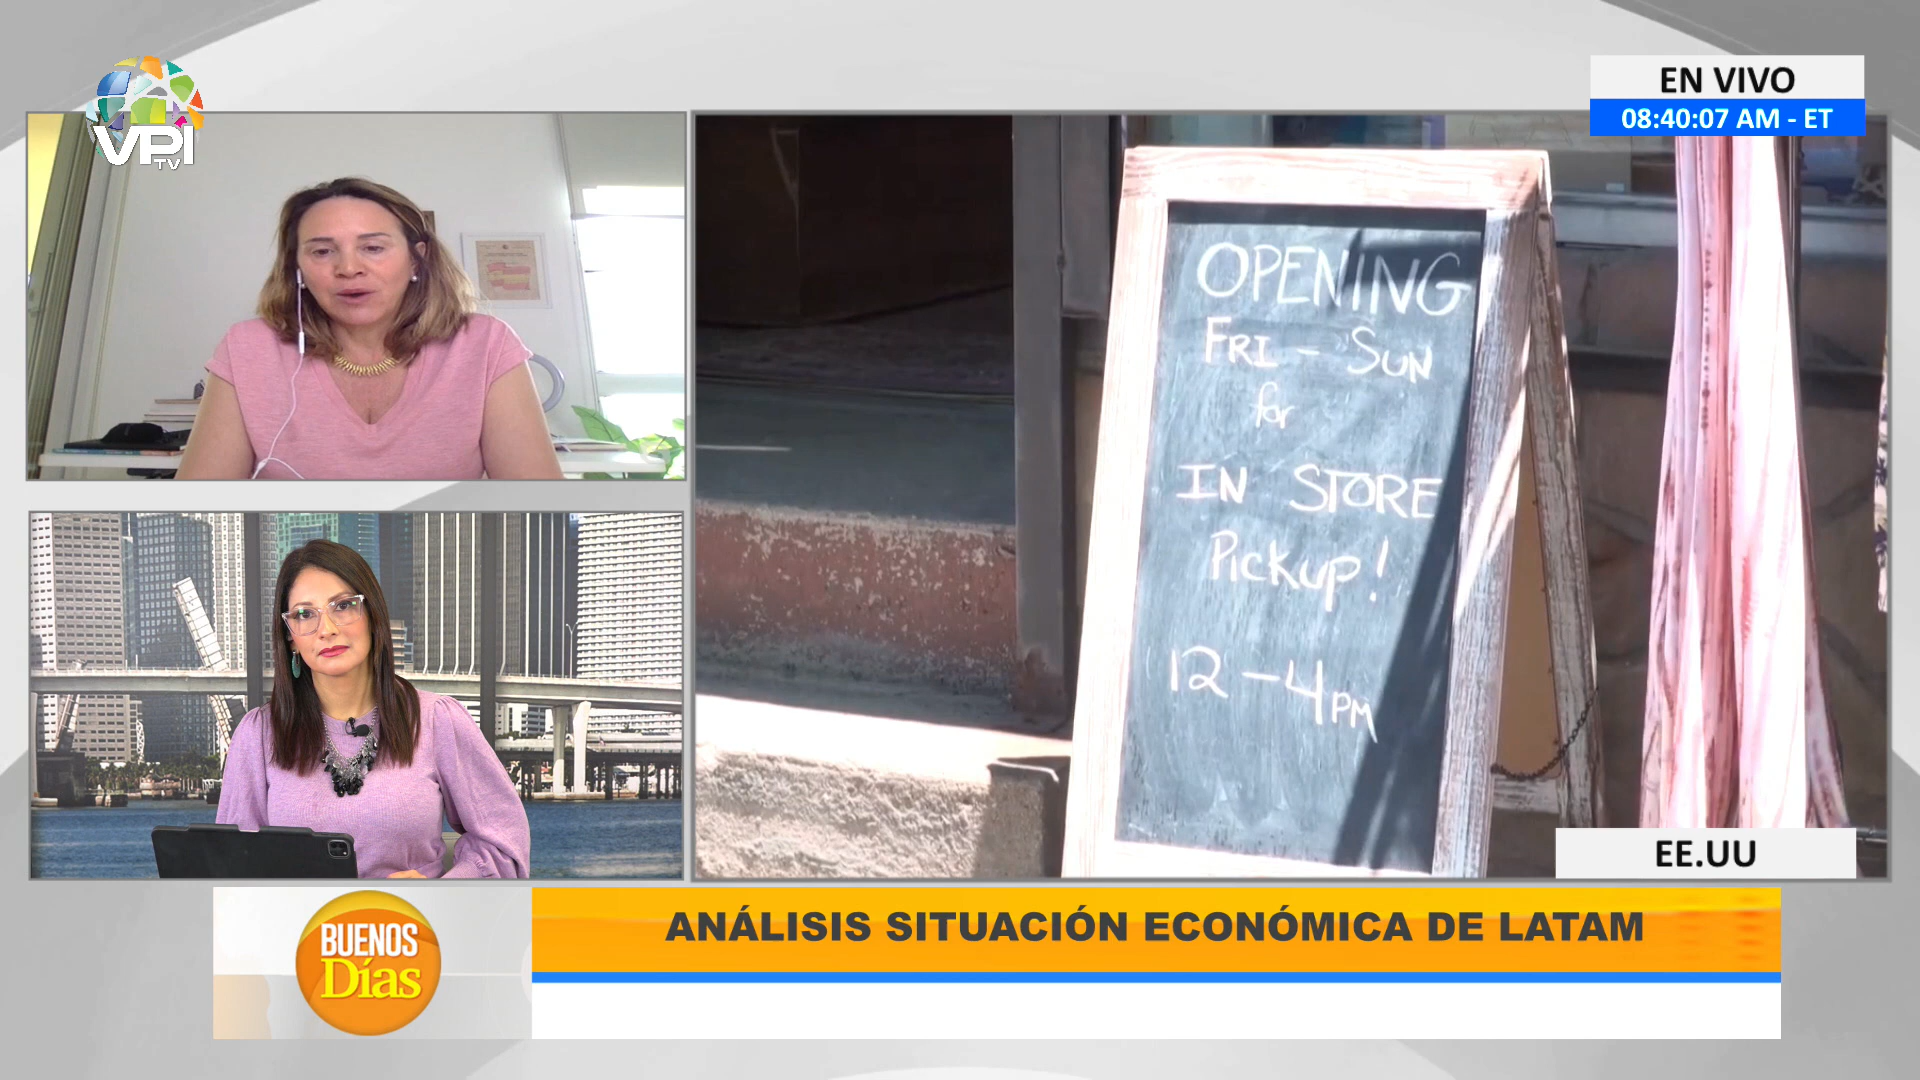 VPI
TV
EN VIVO
08:40:07 AM - ET
OPENING
FRI - SUN
for
IN STORE
PICKUP!
12-4PM
EE.UU
BUENOS
Días
ANÁLISIS SITUACIÓN ECONÓMICA DE LATAM